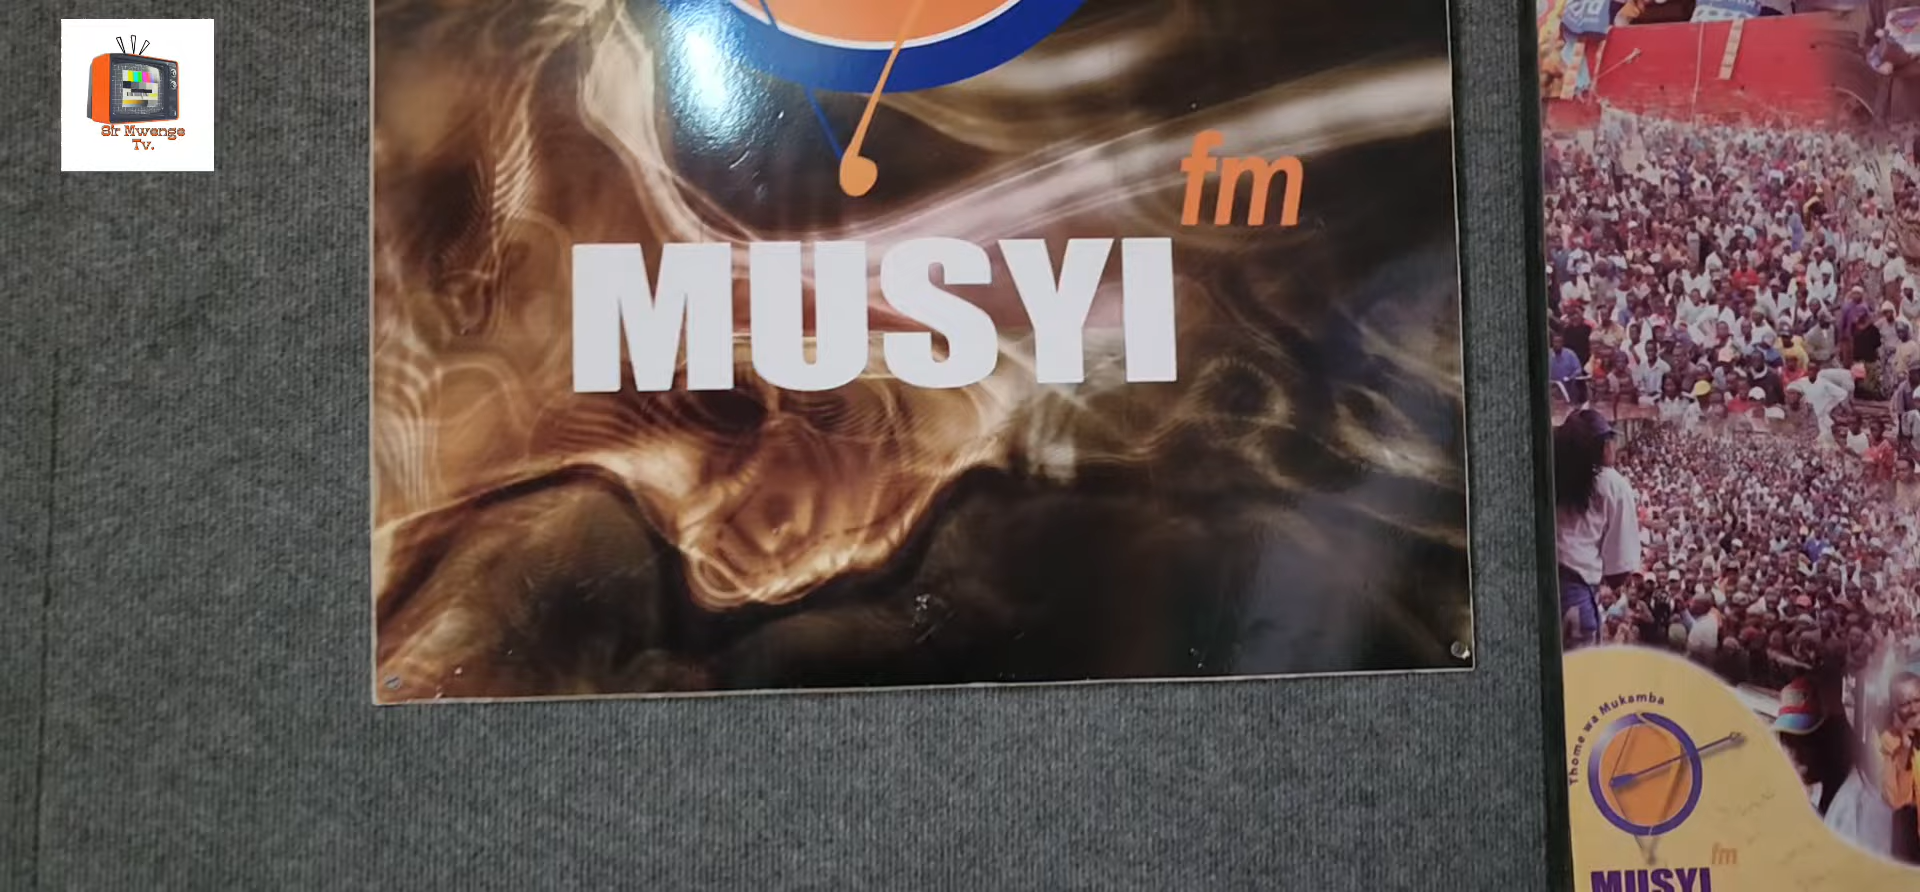 Sir Mwenge
Tv.
fm
MUSYI
Thome wa Mukamba
fm
MUSYI